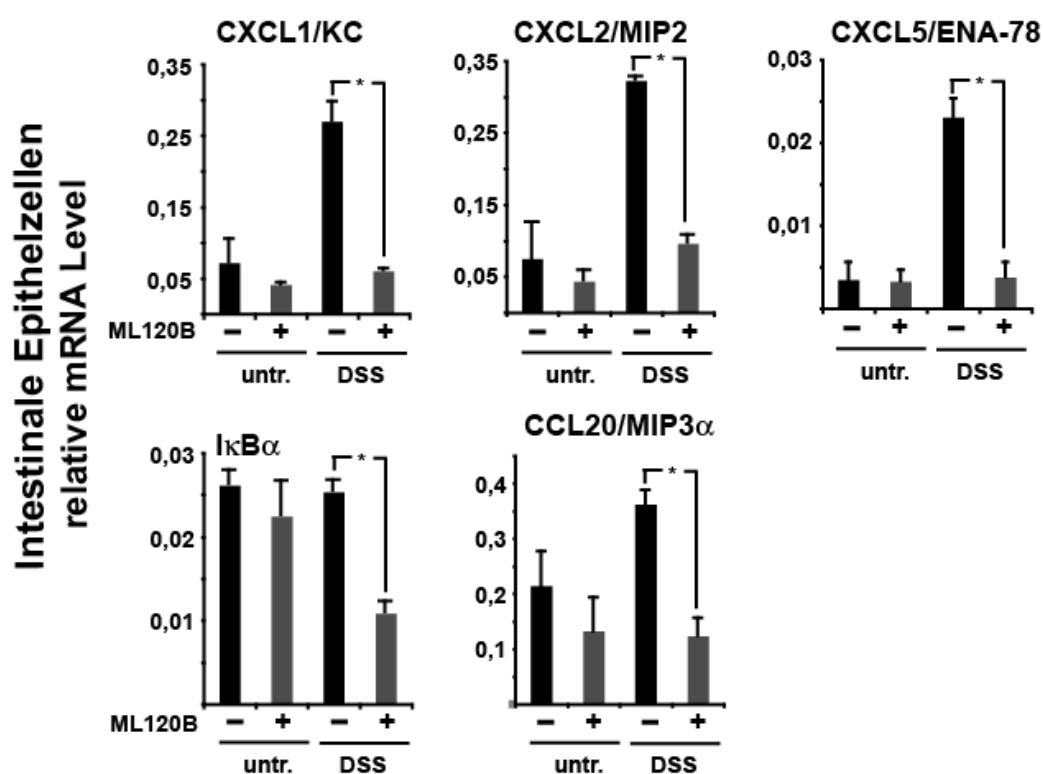 CXCL1/KC
CXCL2/MIP2
CXCL5/ENA-78
Intestinale Epithelzellen
relative mRNA Level
0,35
0,25
0,15
0,05
*
ML120B
− + − +
untr. DSS
0,35
0,25
0,15
0,05
*
− + − +
untr. DSS
0,03
0,02
0,01
*
− + − +
untr. DSS
IκBα
CCL20/MIP3α
0,03
0,02
0,01
*
ML120B
− + − +
untr. DSS
0,4
0,3
0,2
0,1
*
− + − +
untr. DSS